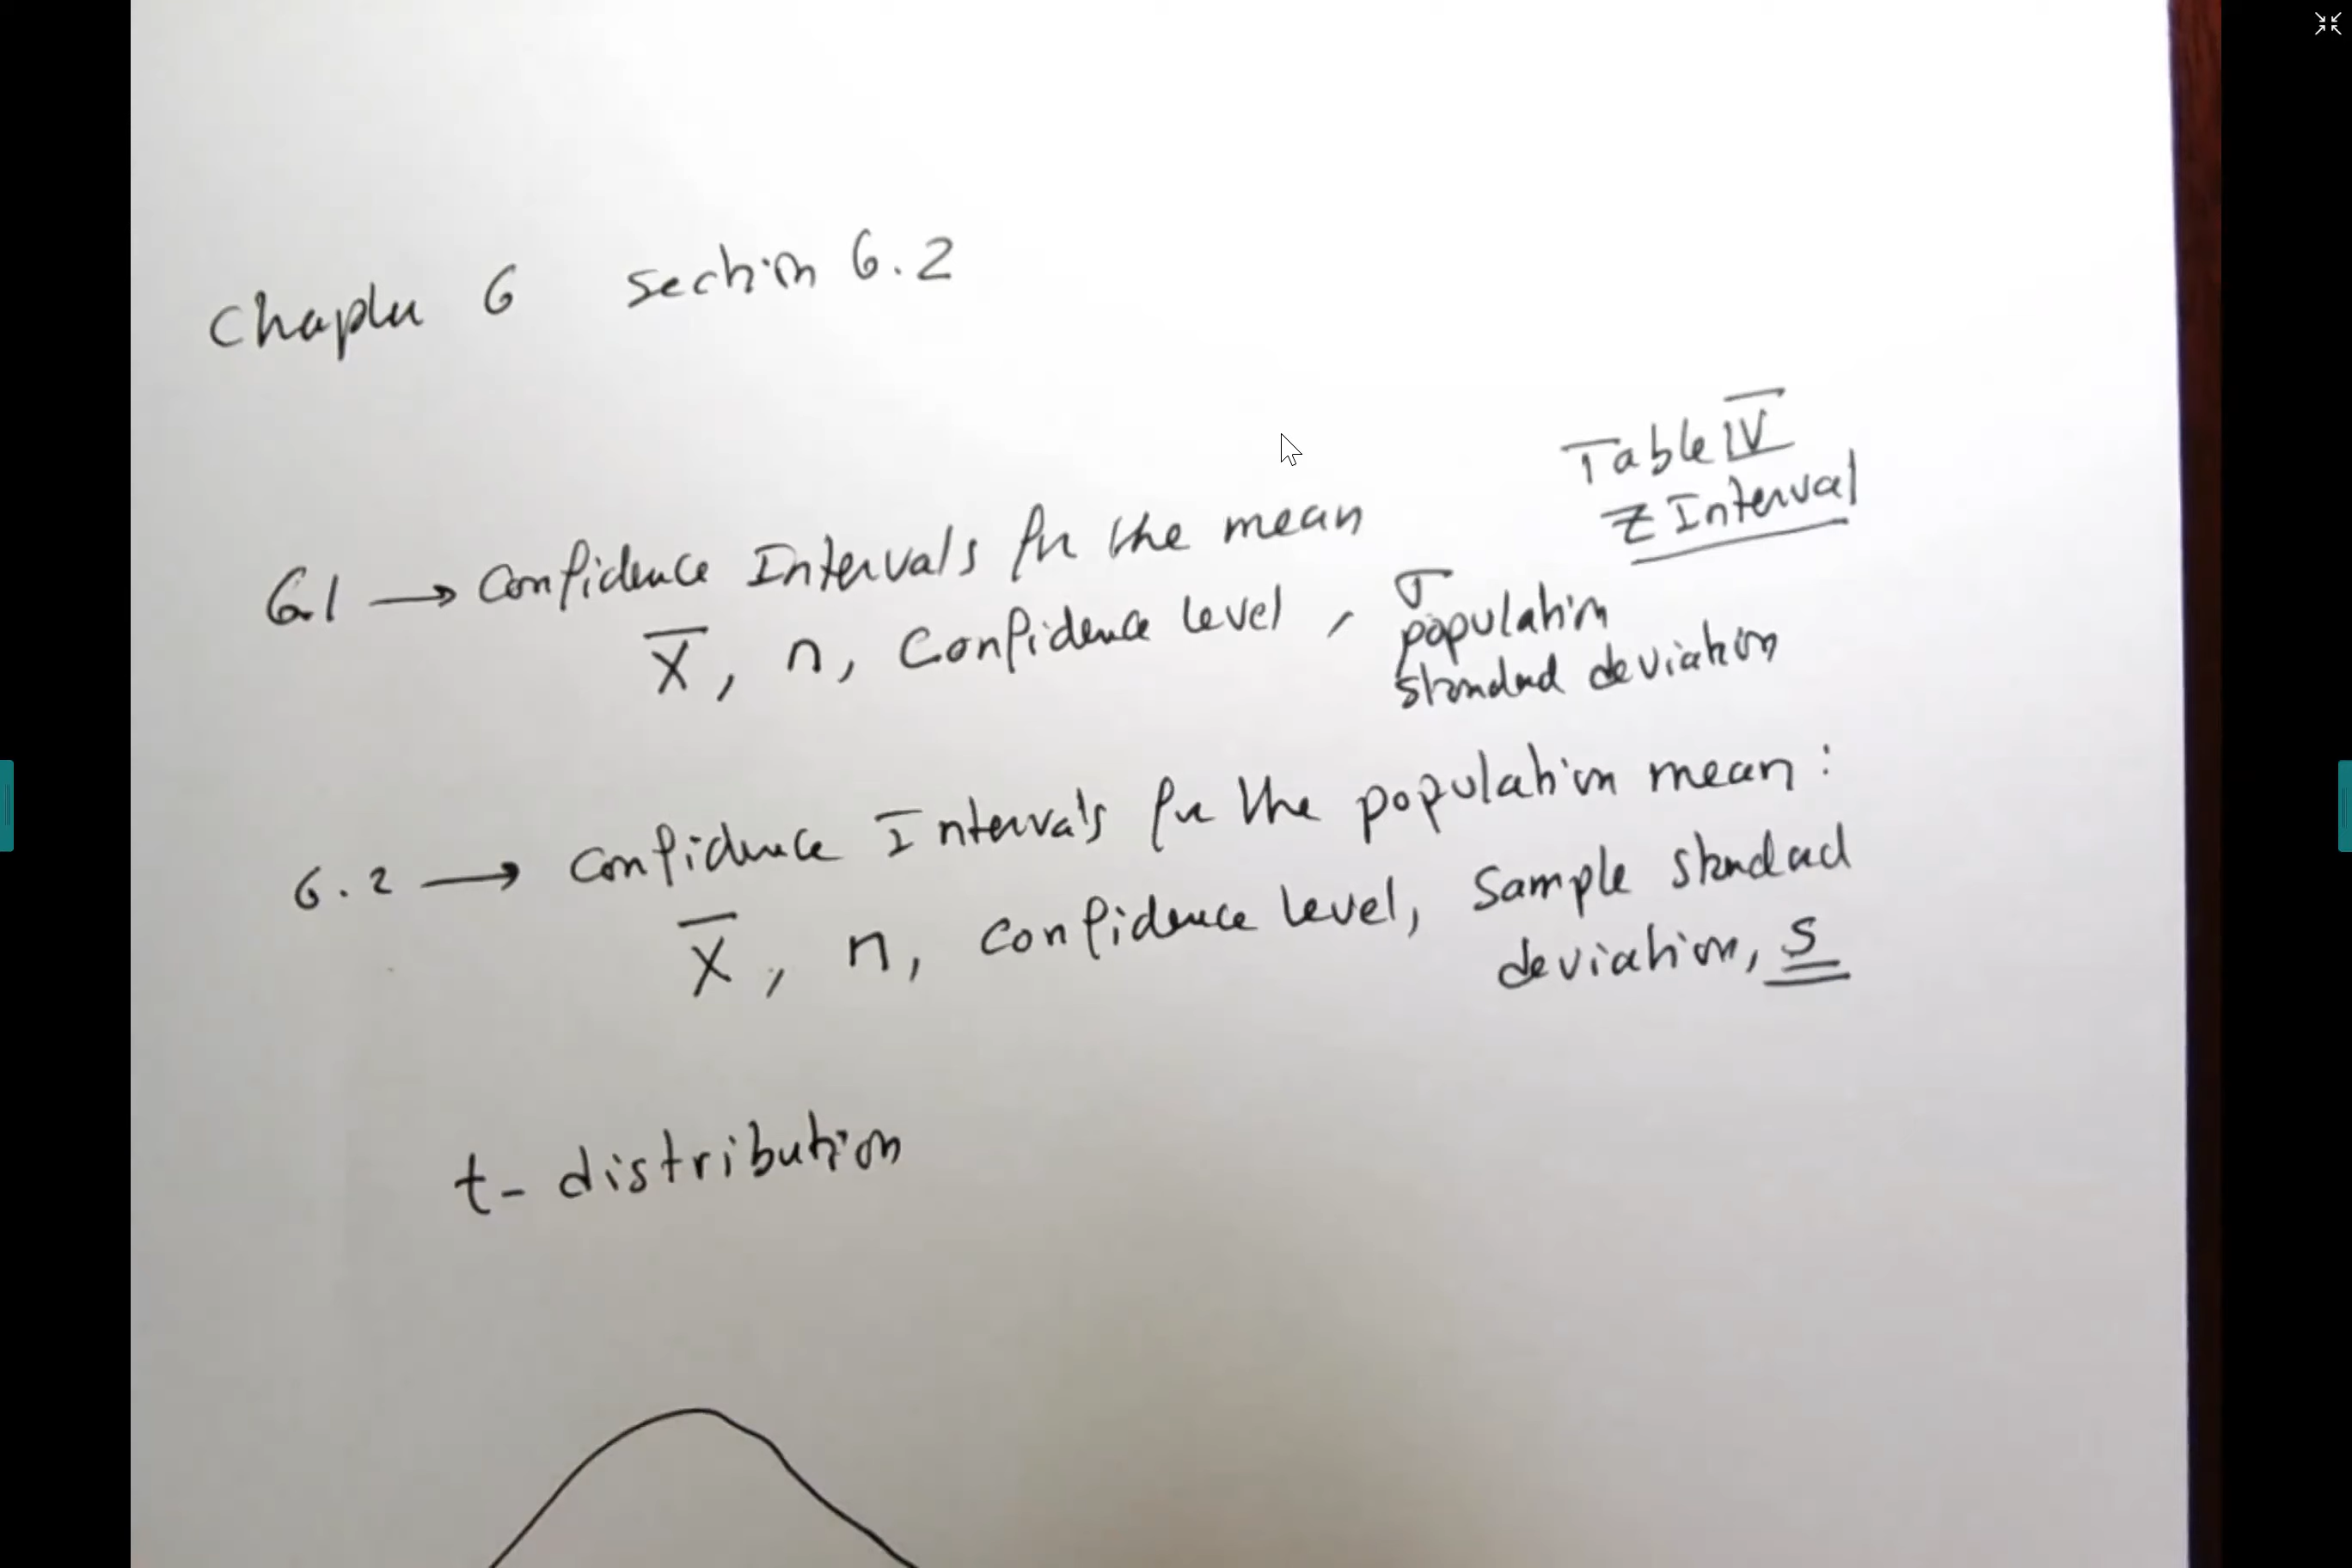 Chapter 6 section 6.2
Table IV
Z Interval
6.1 → Confidence Intervals for the mean
X̅, n, Confidence level, σ
population
standard deviation
6.2 → Confidence Intervals for the population mean:
X̅, n, confidence level, Sample standard
deviation, s
t- distribution